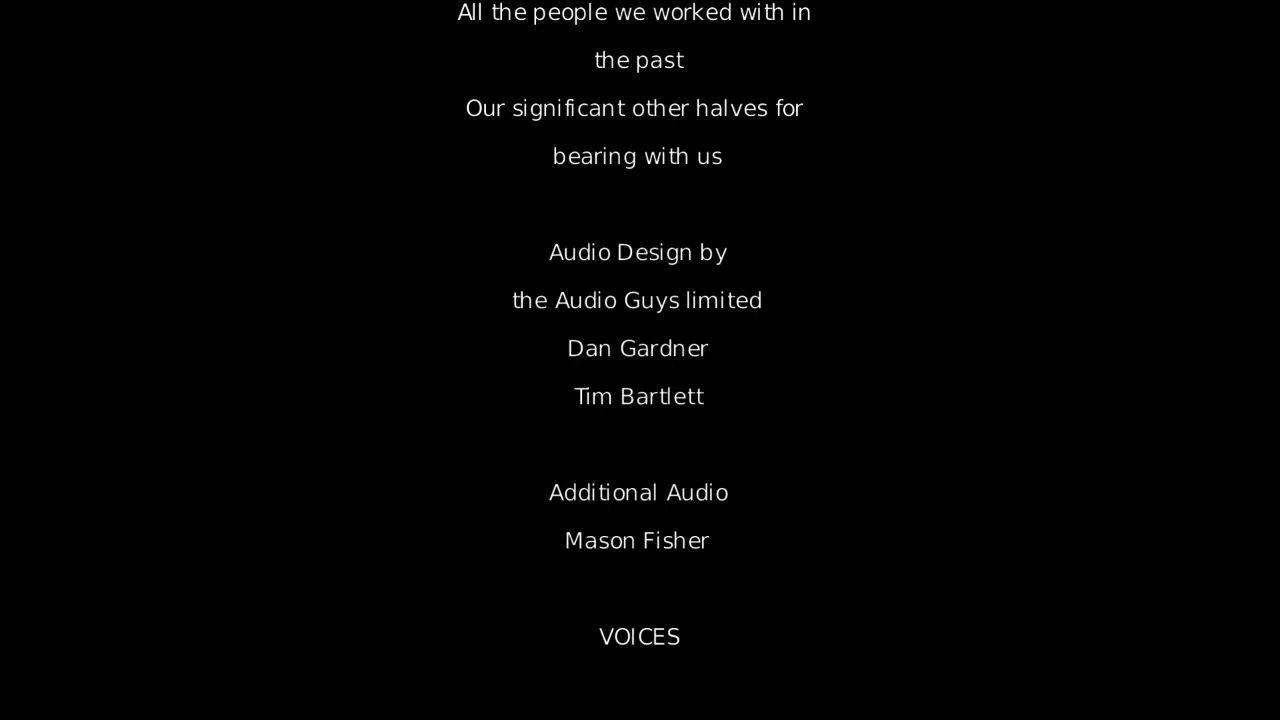 All the people we worked with in
the past
Our significant other halves for
bearing with us
Audio Design by
the Audio Guys limited
Dan Gardner
Tim Bartlett
Additional Audio
Mason Fisher
VOICES